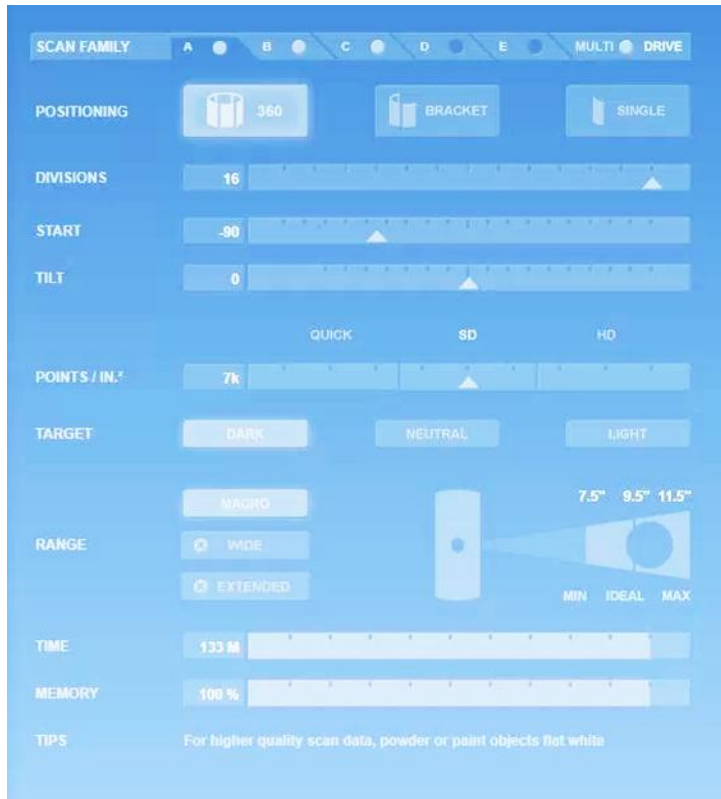 SCAN FAMILY A B C D E MULTI DRIVE
POSITIONING 360 BRACKET SINGLE
DIVISIONS 16
START -90
TILT 0
QUICK SD HD
POINTS / IN.² 7k
TARGET DARK NEUTRAL LIGHT
7.5" 9.5" 11.5"
MACRO
RANGE WIDE
EXTENDED
MIN IDEAL MAX
TIME 133 M
MEMORY 100 %
TIPS For higher quality scan data, powder or paint objects flat white